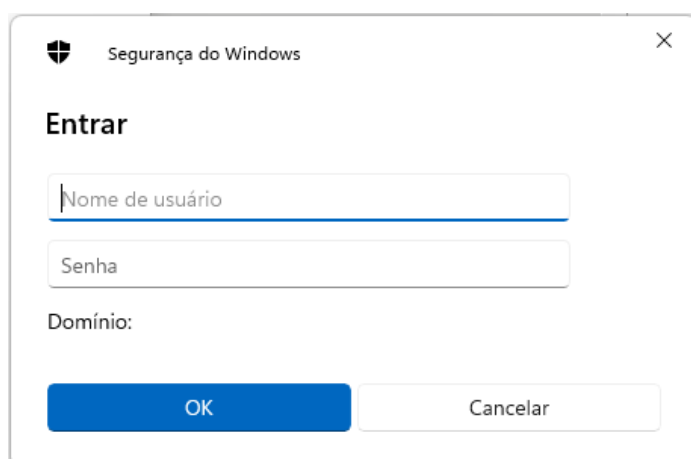 Segurança do Windows
Entrar
Nome de usuário
Senha
Domínio:
OK
Cancelar